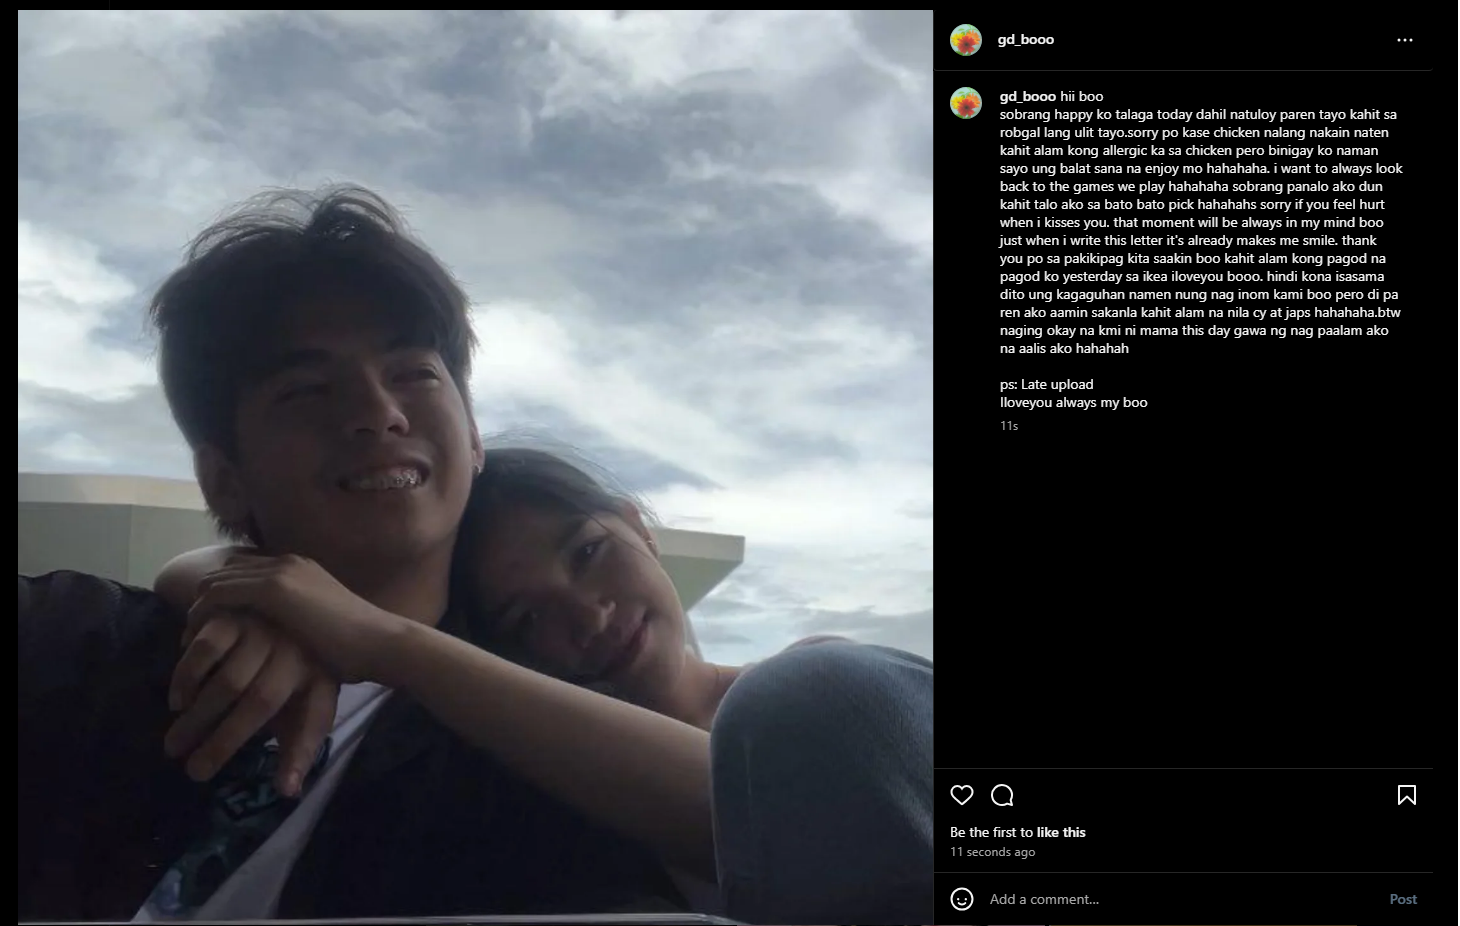 gd_booo
gd_booo hii boo
sobrang happy ko talaga today dahil natuloy paren tayo kahit sa
robgal lang ulit tayo.sorry po kase chicken nalang nakain naten
kahit alam kong allergic ka sa chicken pero binigay ko naman
sayo ung balat sana na enjoy mo hahahaha. i want to always look
back to the games we play hahahaha sobrang panalo ako dun
kahit talo ako sa bato bato pick hahahahs sorry if you feel hurt
when i kisses you. that moment will be always in my mind boo
just when i write this letter it's already makes me smile. thank
you po sa pakikipag kita saakin boo kahit alam kong pagod na
pagod ko yesterday sa ikea iloveyou booo. hindi kona isasama
dito ung kagaguhan namen nung nag inom kami boo pero di pa
ren ako aamin sakanla kahit alam na nila cy at japs hahahaha.btw
naging okay na kmi ni mama this day gawa ng nag paalam ako
na aalis ako hahahah
ps: Late upload
Iloveyou always my boo
11s
Be the first to like this
11 seconds ago
Add a comment...
Post